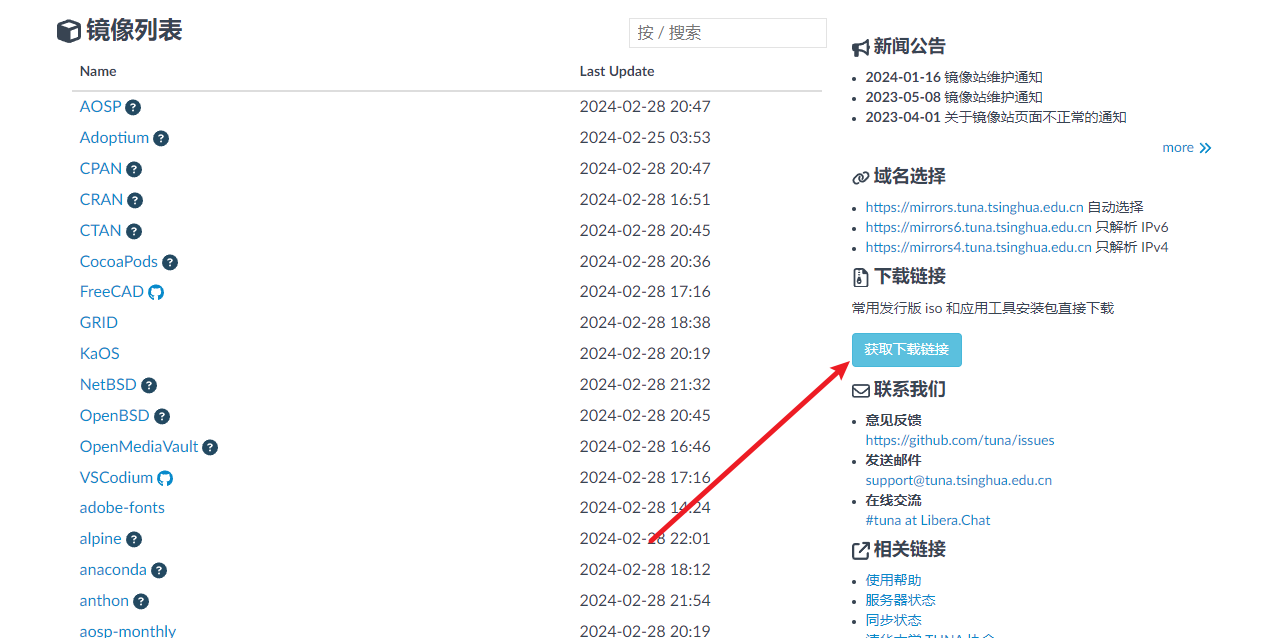 镜像列表
按 / 搜索
Name Last Update
AOSP 2024-02-28 20:47
Adoptium 2024-02-25 03:53
CPAN 2024-02-28 20:47
CRAN 2024-02-28 16:51
CTAN 2024-02-28 20:45
CocoaPods 2024-02-28 20:36
FreeCAD 2024-02-28 17:16
GRID 2024-02-28 18:38
KaOS 2024-02-28 20:19
NetBSD 2024-02-28 21:32
OpenBSD 2024-02-28 20:45
OpenMediaVault 2024-02-28 16:46
VSCodium 2024-02-28 17:16
adobe-fonts 2024-02-28 14:24
alpine 2024-02-28 22:01
anaconda 2024-02-28 18:12
anthon 2024-02-28 21:54
aosp-monthly 2024-02-28 20:19
新闻公告
2024-01-16 镜像站维护通知
2023-05-08 镜像站维护通知
2023-04-01 关于镜像站页面不正常的通知
more
域名选择
https://mirrors.tuna.tsinghua.edu.cn 自动选择
https://mirrors6.tuna.tsinghua.edu.cn 只解析 IPv6
https://mirrors4.tuna.tsinghua.edu.cn 只解析 IPv4
下载链接
常用发行版 iso 和应用工具安装包直接下载
获取下载链接
联系我们
意见反馈
https://github.com/tuna/issues
发送邮件
support@tuna.tsinghua.edu.cn
在线交流
#tuna at Libera.Chat
相关链接
使用帮助
服务器状态
同步状态
清华大学 TUNA 协会